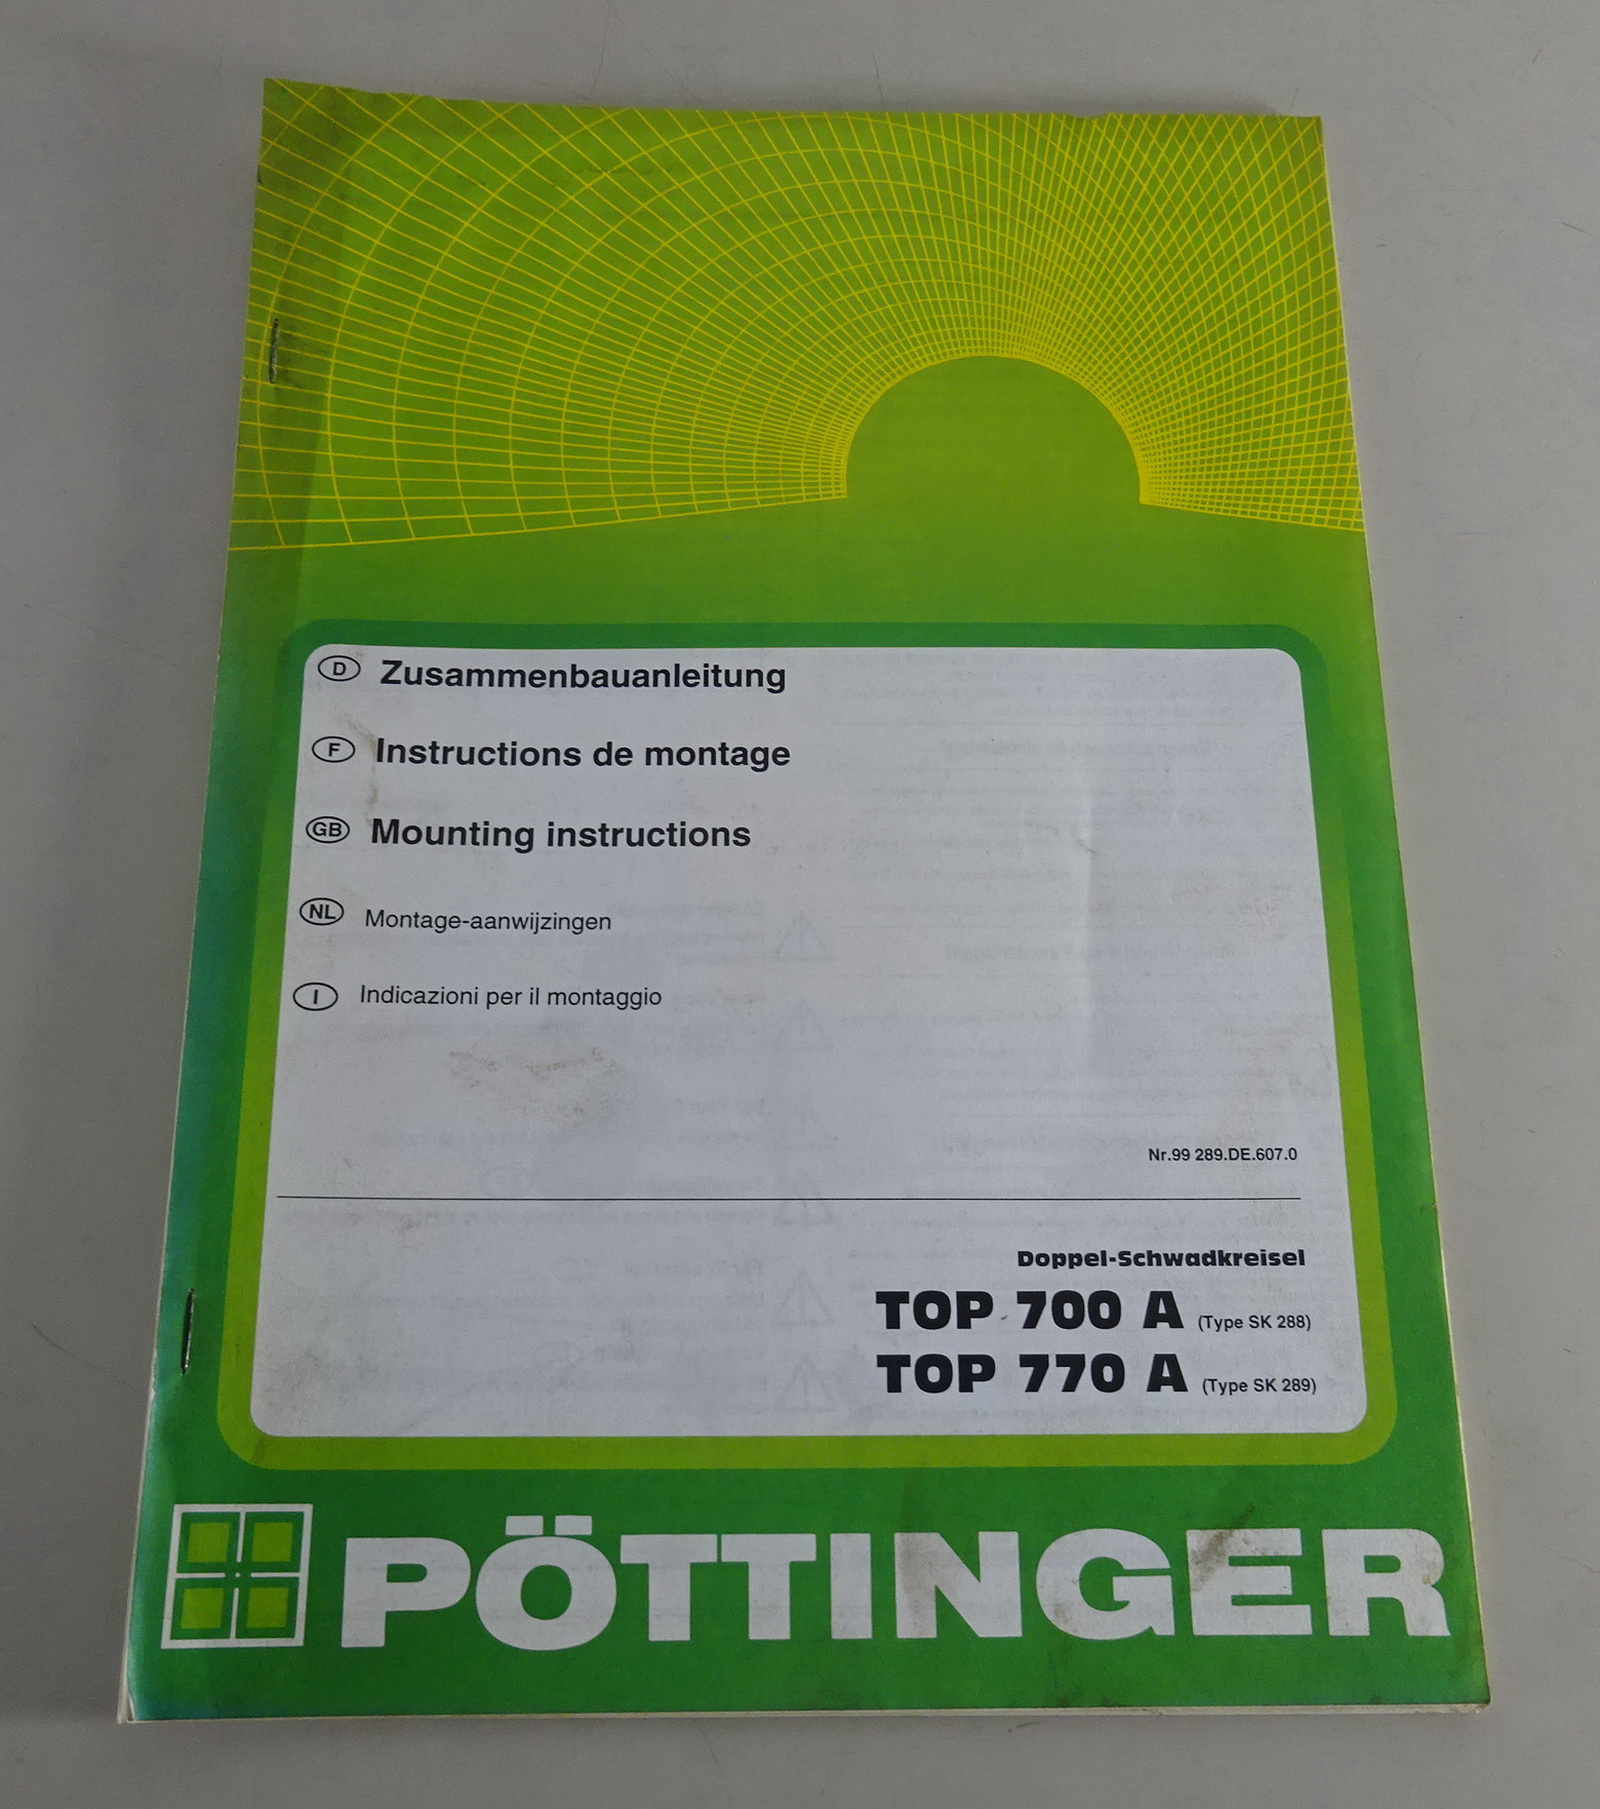 D Zusammenbauanleitung
F Instructions de montage
GB Mounting instructions
NL Montage-aanwijzingen
I Indicazioni per il montaggio
Nr.99 289.DE.607.0
Doppel-Schwadkreisel
TOP 700 A (Type SK 288)
TOP 770 A (Type SK 289)
PÖTTINGER